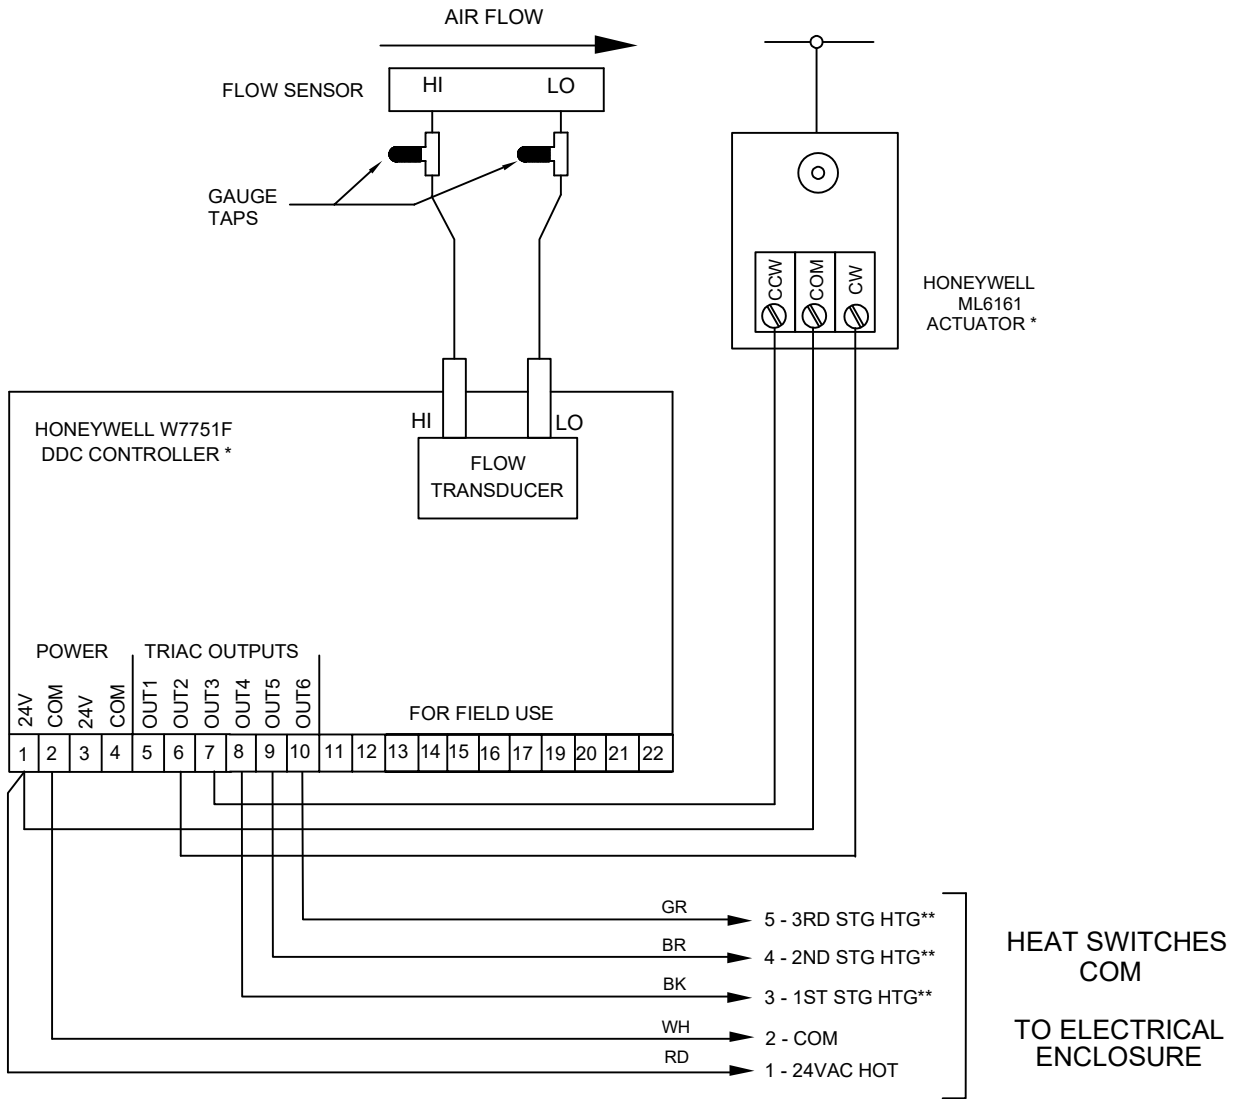 AIR FLOW
FLOW SENSOR
HI
LO
GAUGE
TAPS
CCW
COM
CW
HONEYWELL
ML6161
ACTUATOR *
HI
LO
HONEYWELL W7751F
DDC CONTROLLER *
FLOW
TRANSDUCER
POWER
TRIAC OUTPUTS
24V
COM
24V
COM
OUT1
OUT2
OUT3
OUT4
OUT5
OUT6
FOR FIELD USE
1 2 3 4 5 6 7 8 9 10 11 12 13 14 15 16 17 19 20 21 22
GR
5 - 3RD STG HTG**
BR
4 - 2ND STG HTG**
BK
3 - 1ST STG HTG**
WH
2 - COM
RD
1 - 24VAC HOT
HEAT SWITCHES
COM
TO ELECTRICAL
ENCLOSURE